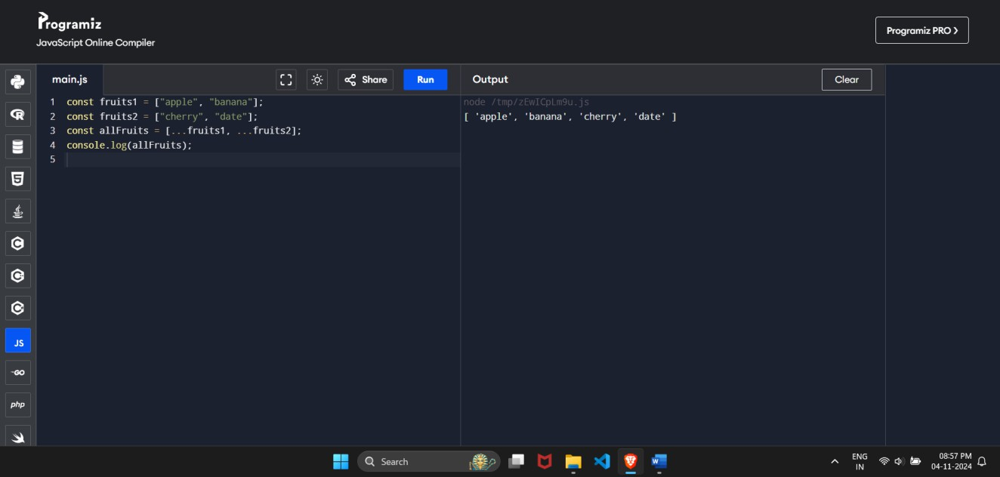 Programiz
JavaScript Online Compiler
Programiz PRO >
main.js
Share
Run
Output
Clear
1 const fruits1 = ["apple", "banana"];
2 const fruits2 = ["cherry", "date"];
3 const allFruits = [...fruits1, ...fruits2];
4 console.log(allFruits);
5
node /tmp/zEwICpLm9u.js
[ 'apple', 'banana', 'cherry', 'date' ]
R
5
C
C
C
JS
GO
php
Search
W
ENG
IN
08:57 PM
04-11-2024